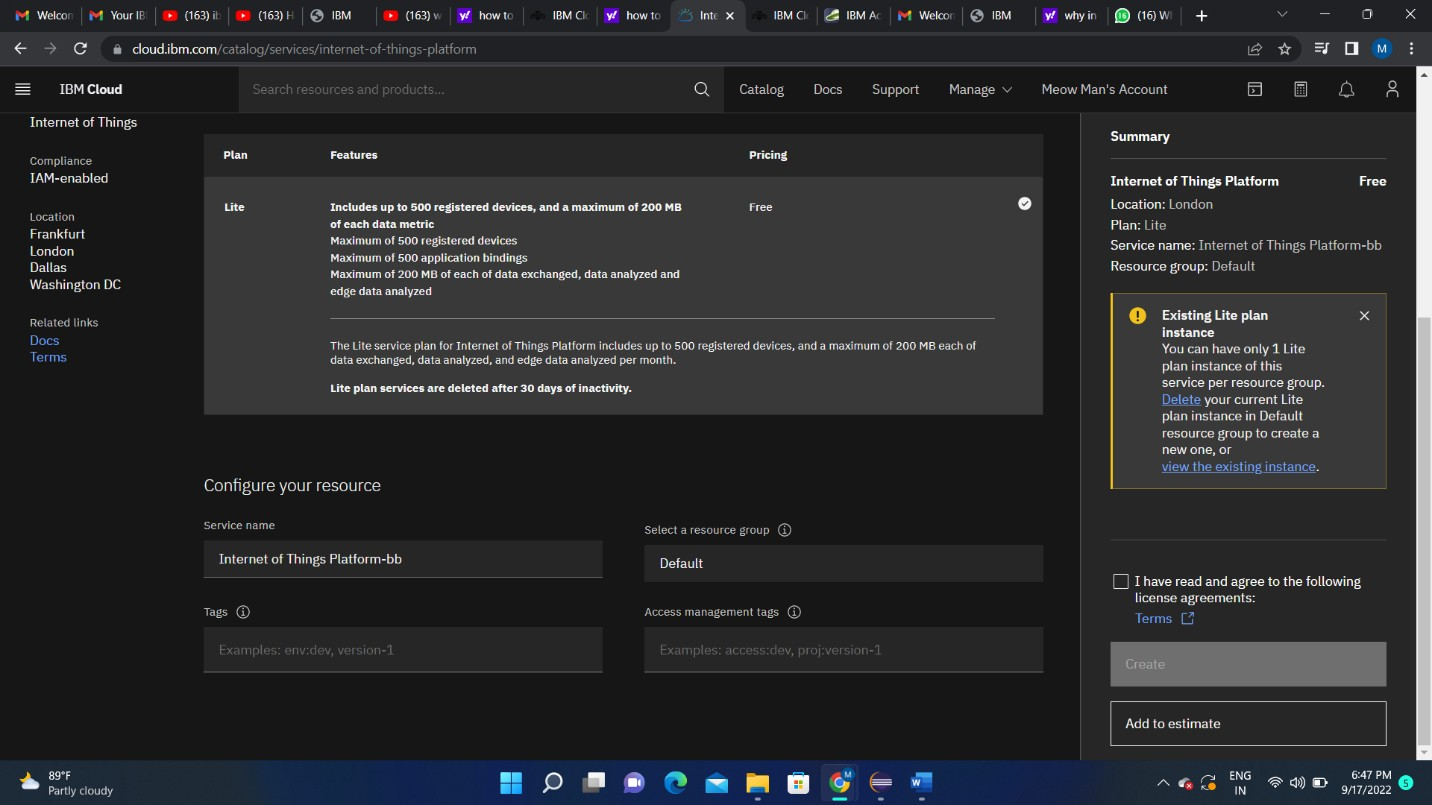 Welcon
Your IB
(163) ib
(163) H
IBM
(163) w
how to
IBM Clo
how to
Inte
IBM Clo
IBM Ac
Welcon
IBM
why in
(16) W
cloud.ibm.com/catalog/services/internet-of-things-platform
M
IBM Cloud
Search resources and products...
Catalog
Docs
Support
Manage
Meow Man's Account
Internet of Things
Compliance
IAM-enabled
Location
Frankfurt
London
Dallas
Washington DC
Related links
Docs
Terms
Plan
Features
Pricing
Lite
Includes up to 500 registered devices, and a maximum of 200 MB
of each data metric
Maximum of 500 registered devices
Maximum of 500 application bindings
Maximum of 200 MB of each of data exchanged, data analyzed and
edge data analyzed
Free
The Lite service plan for Internet of Things Platform includes up to 500 registered devices, and a maximum of 200 MB each of
data exchanged, data analyzed, and edge data analyzed per month.
Lite plan services are deleted after 30 days of inactivity.
Configure your resource
Service name
Internet of Things Platform-bb
Select a resource group
Default
Tags
Examples: env:dev, version-1
Access management tags
Examples: access:dev, proj:version-1
Summary
Internet of Things Platform Free
Location: London
Plan: Lite
Service name: Internet of Things Platform-bb
Resource group: Default
Existing Lite plan
instance
You can have only 1 Lite
plan instance of this
service per resource group.
Delete your current Lite
plan instance in Default
resource group to create a
new one, or
view the existing instance.
I have read and agree to the following
license agreements:
Terms
Create
Add to estimate
89°F
Partly cloudy
M
ENG
IN
6:47 PM
9/17/2022
5